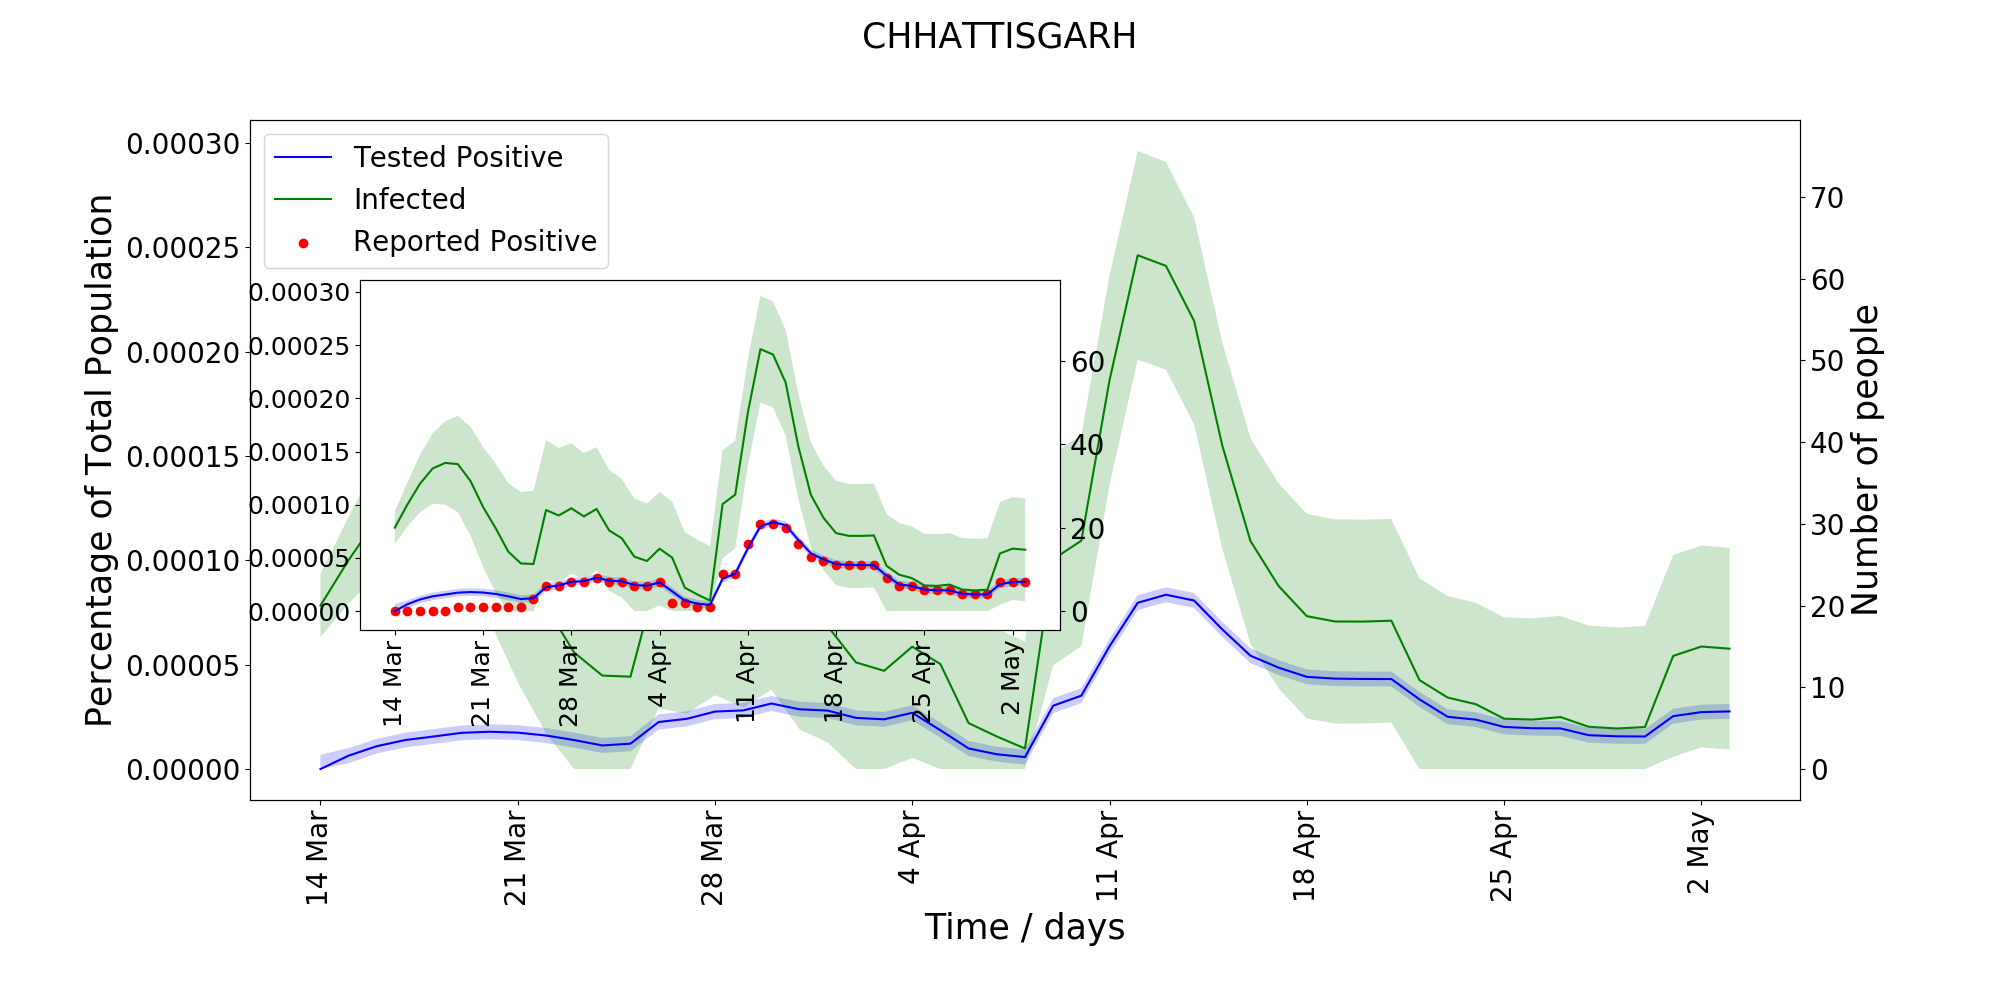 CHHATTISGARH
Percentage of Total Population
0.00030
0.00025
0.00020
0.00015
0.00010
0.00005
0.00000
Tested Positive
Infected
Reported Positive
0.00030
0.00025
0.00020
0.00015
0.00010
0.00005
0.00000
60
40
20
0
14 Mar
21 Mar
28 Mar
4 Apr
11 Apr
18 Apr
25 Apr
2 May
70
60
50
40
30
20
10
0
Number of people
14 Mar
21 Mar
28 Mar
4 Apr
11 Apr
18 Apr
25 Apr
2 May
Time / days